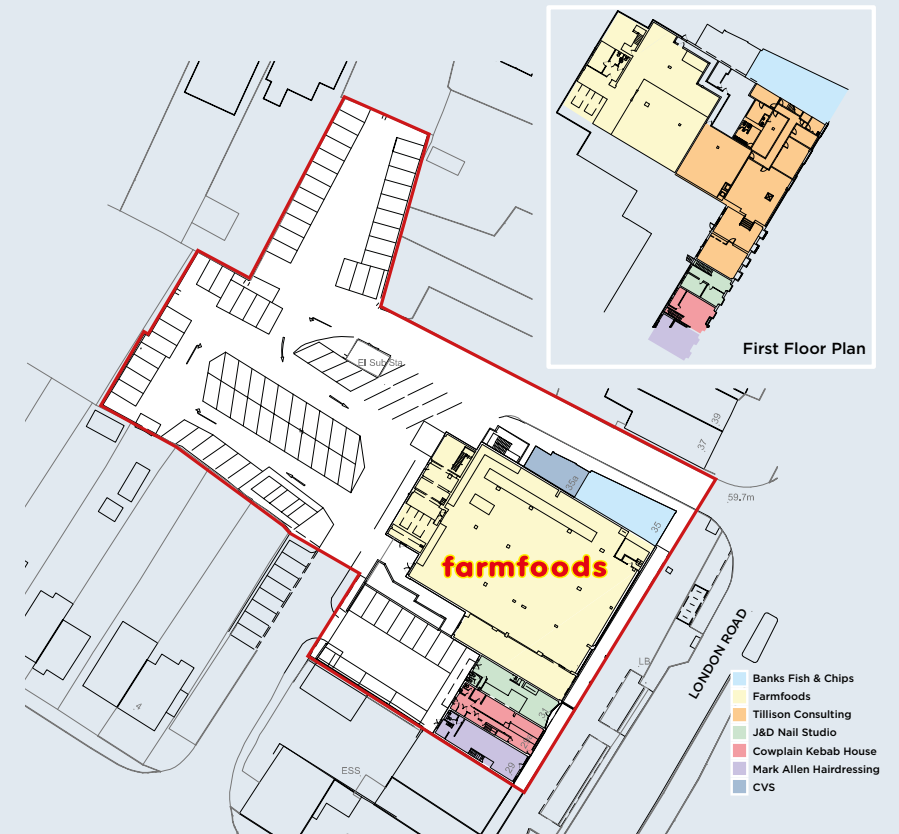 First Floor Plan
El Sub Sta
39
37
59.7m
35a
35
farmfoods
LONDON ROAD
LB
31
29
4
ESS
Banks Fish & Chips
Farmfoods
Tillison Consulting
J&D Nail Studio
Cowplain Kebab House
Mark Allen Hairdressing
CVS